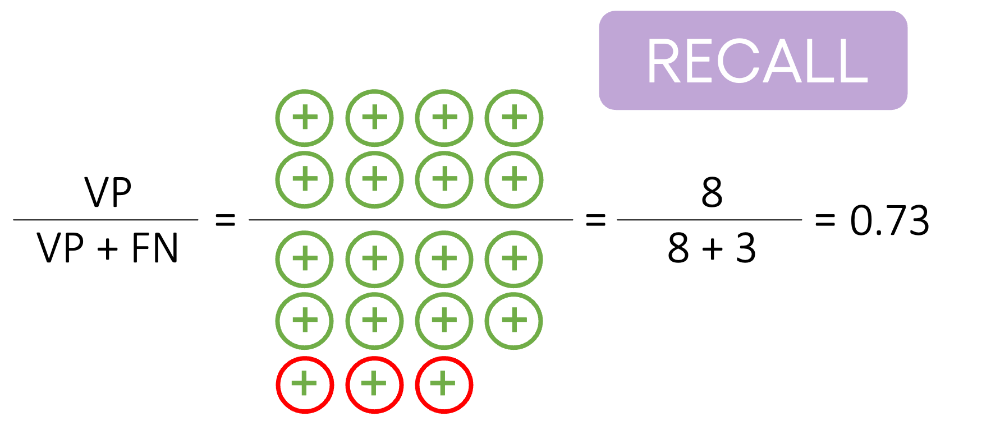 RECALL
VP
VP + FN
=
+ + + +
+ + + +
+ + + +
+ + + +
+ + +
=
8
8 + 3
= 0.73